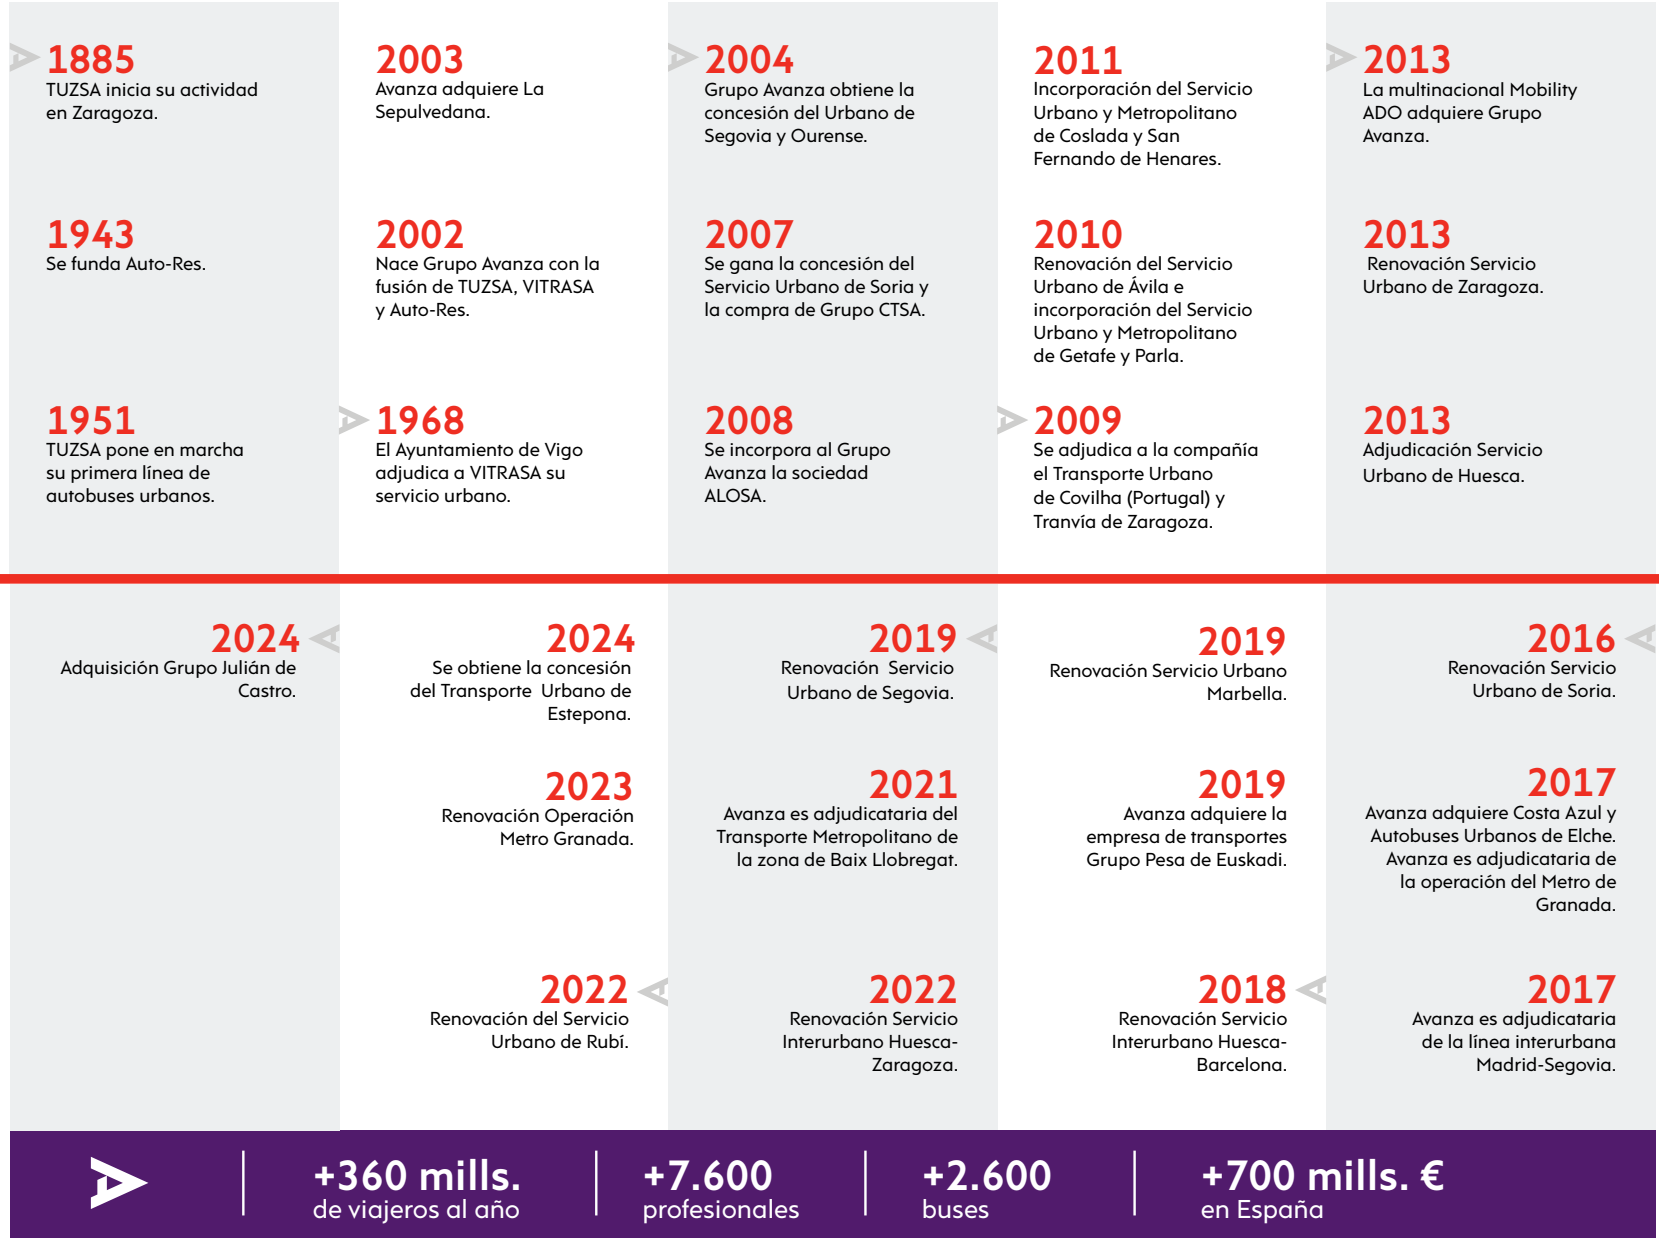 1885
TUZSA inicia su actividad
en Zaragoza.
1943
Se funda Auto-Res.
1951
TUZSA pone en marcha
su primera línea de
autobuses urbanos.
2003
Avanza adquiere La
Sepulvedana.
2002
Nace Grupo Avanza con la
fusión de TUZSA, VITRASA
y Auto-Res.
1968
El Ayuntamiento de Vigo
adjudica a VITRASA su
servicio urbano.
2004
Grupo Avanza obtiene la
concesión del Urbano de
Segovia y Ourense.
2007
Se gana la concesión del
Servicio Urbano de Soria y
la compra de Grupo CTSA.
2008
Se incorpora al Grupo
Avanza la sociedad
ALOSA.
2011
Incorporación del Servicio
Urbano y Metropolitano
de Coslada y San
Fernando de Henares.
2010
Renovación del Servicio
Urbano de Ávila e
incorporación del Servicio
Urbano y Metropolitano
de Getafe y Parla.
2009
Se adjudica a la compañía
el Transporte Urbano
de Covilha (Portugal) y
Tranvía de Zaragoza.
2013
La multinacional Mobility
ADO adquiere Grupo
Avanza.
2013
Renovación Servicio
Urbano de Zaragoza.
2013
Adjudicación Servicio
Urbano de Huesca.
2024
Adquisición Grupo Julián de
Castro.
2024
Se obtiene la concesión
del Transporte Urbano de
Estepona.
2023
Renovación Operación
Metro Granada.
2022
Renovación del Servicio
Urbano de Rubí.
2019
Renovación Servicio
Urbano de Segovia.
2021
Avanza es adjudicataria del
Transporte Metropolitano de
la zona de Baix Llobregat.
2022
Renovación Servicio
Interurbano Huesca-
Zaragoza.
2019
Renovación Servicio Urbano
Marbella.
2019
Avanza adquiere la
empresa de transportes
Grupo Pesa de Euskadi.
2018
Renovación Servicio
Interurbano Huesca-
Barcelona.
2016
Renovación Servicio
Urbano de Soria.
2017
Avanza adquiere Costa Azul y
Autobuses Urbanos de Elche.
Avanza es adjudicataria de
la operación del Metro de
Granada.
2017
Avanza es adjudicataria
de la línea interurbana
Madrid-Segovia.
+360 mills.
de viajeros al año
+7.600
profesionales
+2.600
buses
+700 mills. €
en España